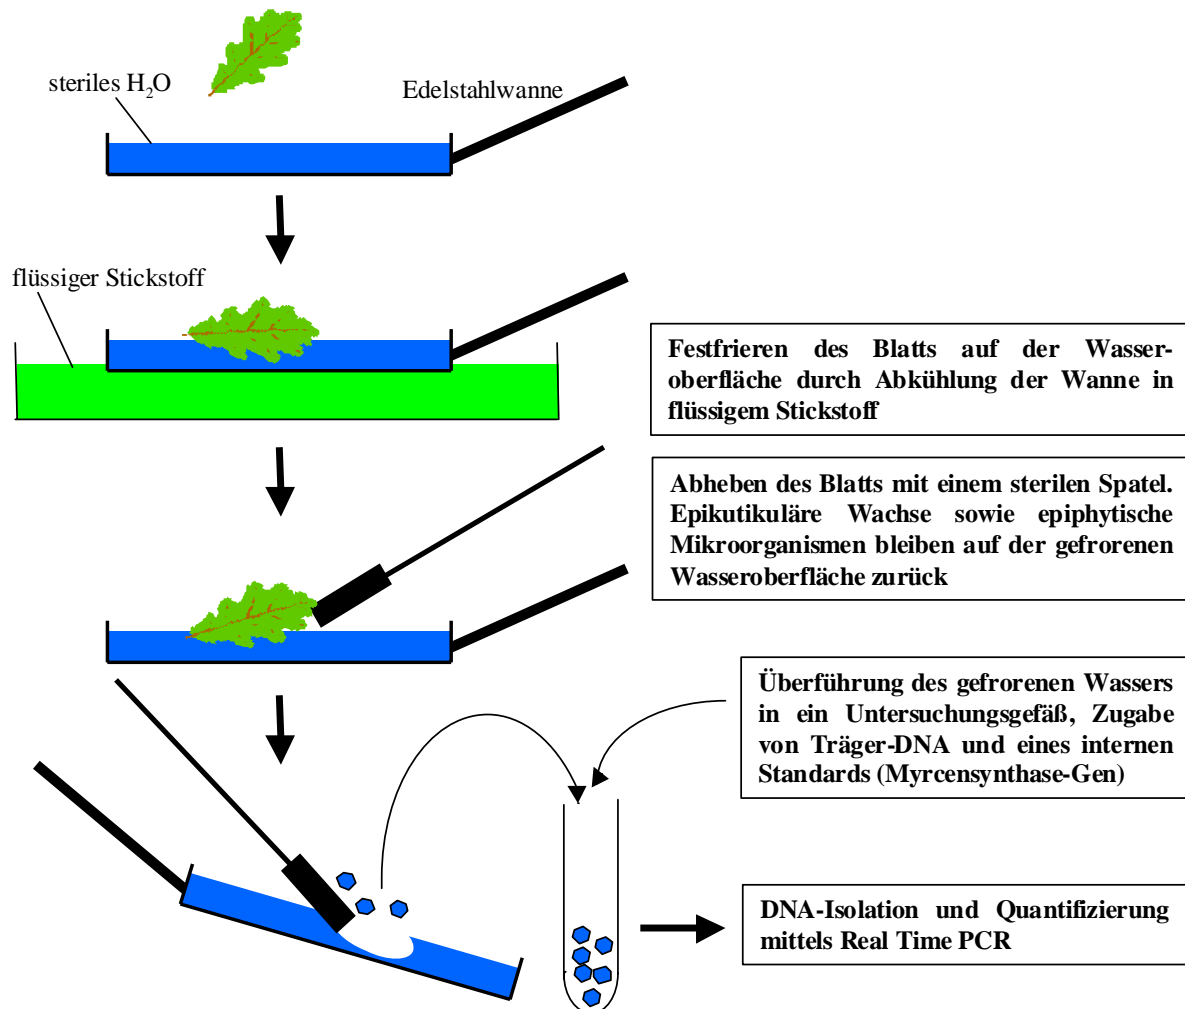 steriles H₂O
Edelstahlwanne
flüssiger Stickstoff
Festfrieren des Blatts auf der Wasser-
oberfläche durch Abkühlung der Wanne in
flüssigem Stickstoff
Abheben des Blatts mit einem sterilen Spatel.
Epikutikuläre Wachse sowie epiphytische
Mikroorganismen bleiben auf der gefrorenen
Wasseroberfläche zurück
Überführung des gefrorenen Wassers
in ein Untersuchungsgefäß, Zugabe
von Träger-DNA und eines internen
Standards (Myrcensynthase-Gen)
DNA-Isolation und Quantifizierung
mittels Real Time PCR